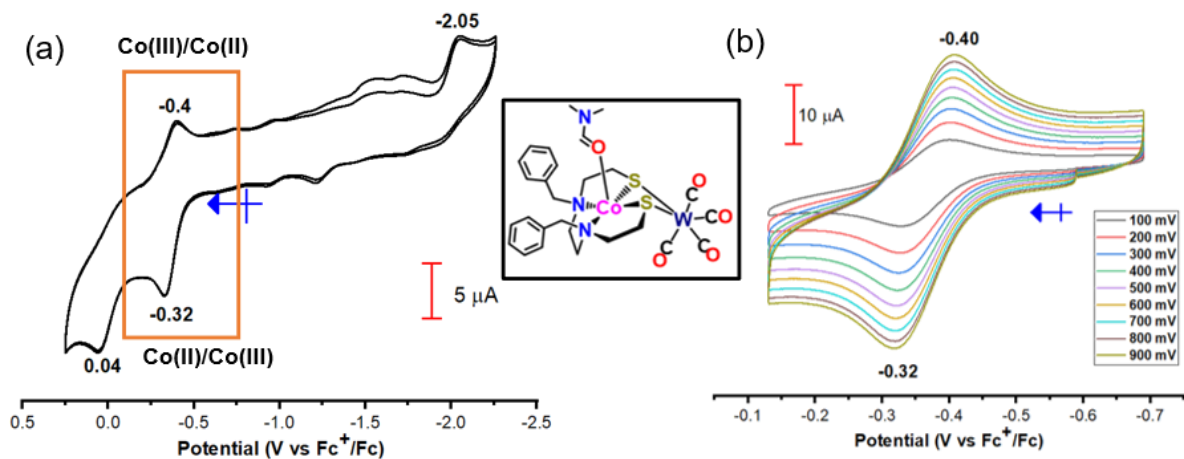 (a)
Co(III)/Co(II)
-2.05
-0.4
-0.32
0.04
Co(II)/Co(III)
5 µA
0.5 0.0 -0.5 -1.0 -1.5 -2.0 -2.5
Potential (V vs Fc⁺/Fc)
N
O
S
S
N
Co
N
W
CO
CO
CO
CO
(b)
-0.40
10 µA
-0.32
100 mV
200 mV
300 mV
400 mV
500 mV
600 mV
700 mV
800 mV
900 mV
-0.1 -0.2 -0.3 -0.4 -0.5 -0.6 -0.7
Potential (V vs Fc⁺/Fc)